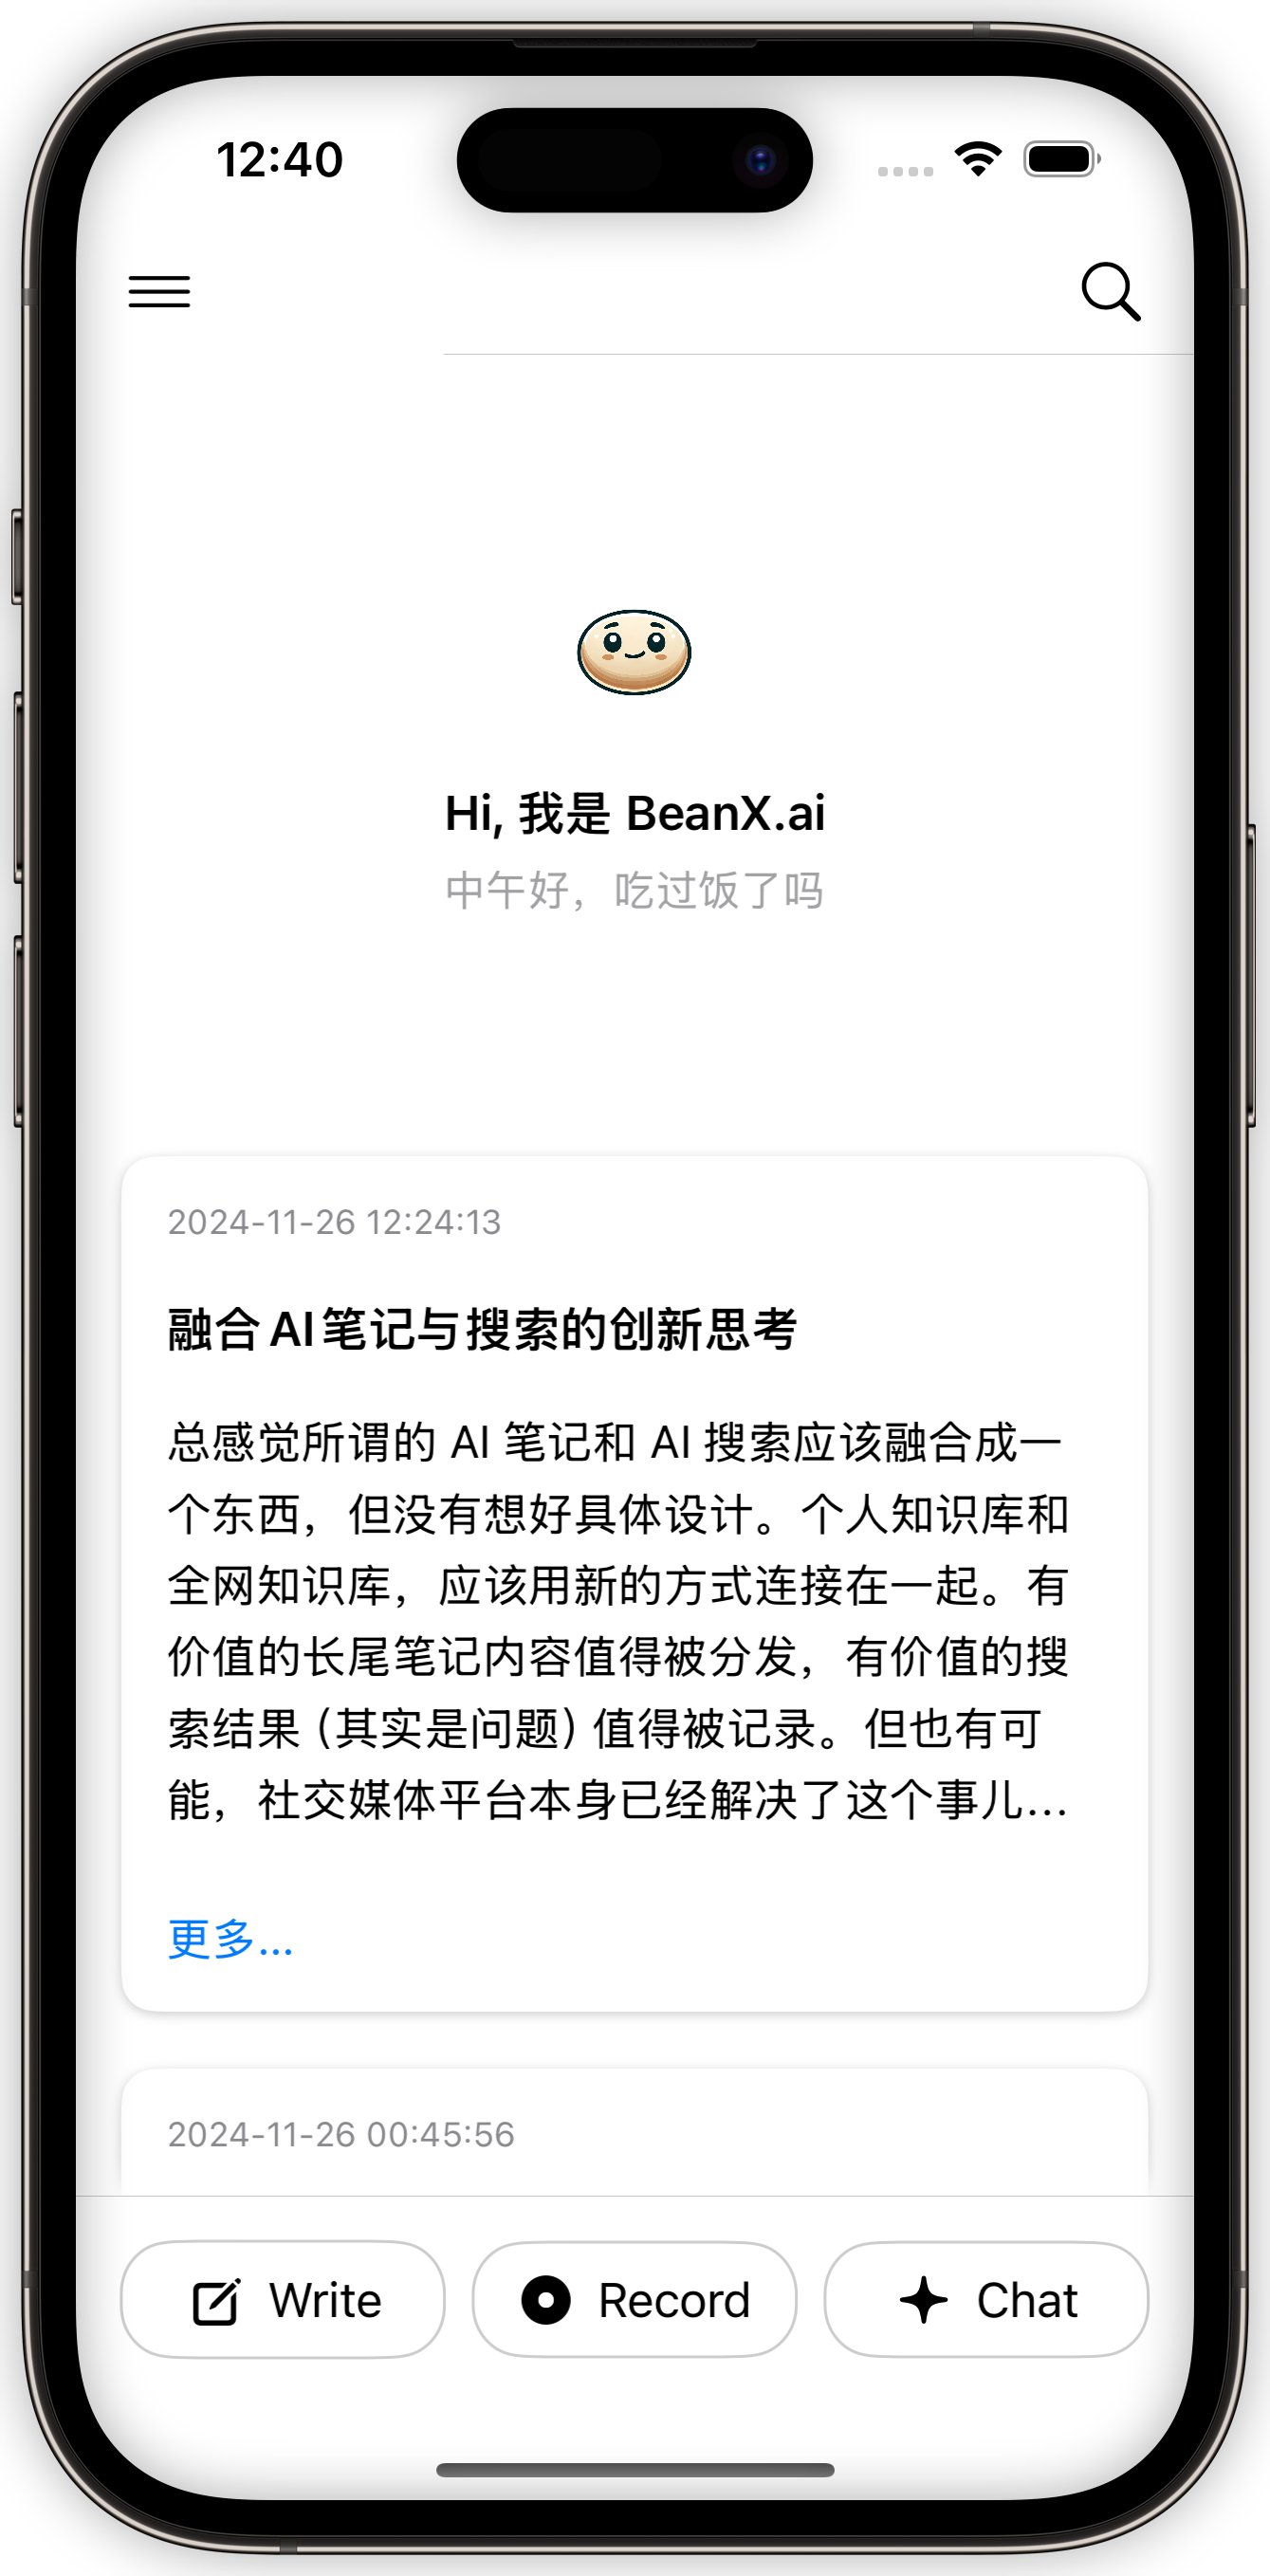 12:40
Hi, 我是 BeanX.ai
中午好，吃过饭了吗
2024-11-26 12:24:13
融合AI笔记与搜索的创新思考
总感觉所谓的 AI 笔记和 AI 搜索应该融合成一
个东西，但没有想好具体设计。个人知识库和
全网知识库，应该用新的方式连接在一起。有
价值的长尾笔记内容值得被分发，有价值的搜
索结果（其实是问题）值得被记录。但也有可
能，社交媒体平台本身已经解决了这个事儿...
更多...
2024-11-26 00:45:56
Write
Record
Chat